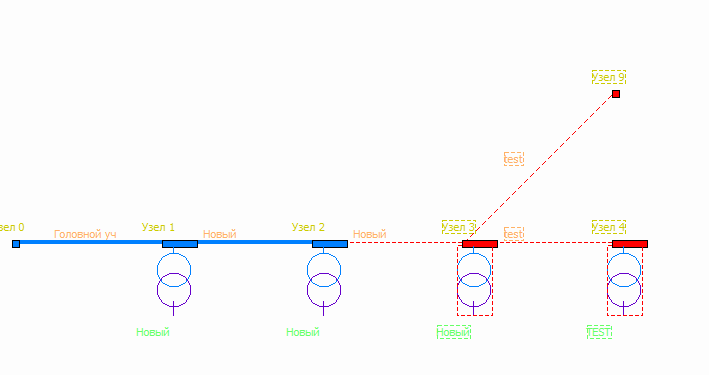 Узел 9
test
зел 0
Головной уч
Узел 1
Новый
Узел 2
Новый
Узел 3
test
Узел 4
Новый
Новый
Новый
TEST